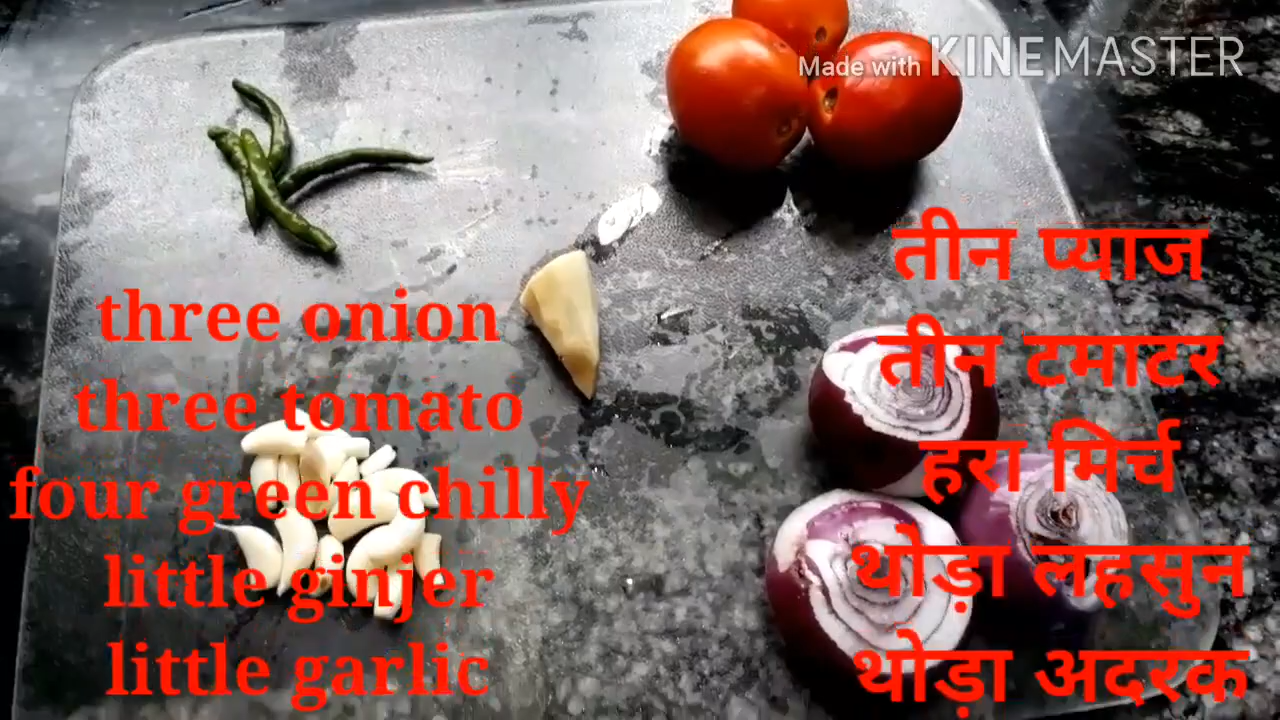 Made with KINEMASTER
three onion
three tomato
four green chilly
little ginjer
little garlic
तीन प्याज
तीन टमाटर
हरा मिर्च
थोड़ा लहसुन
थोड़ा अदरक